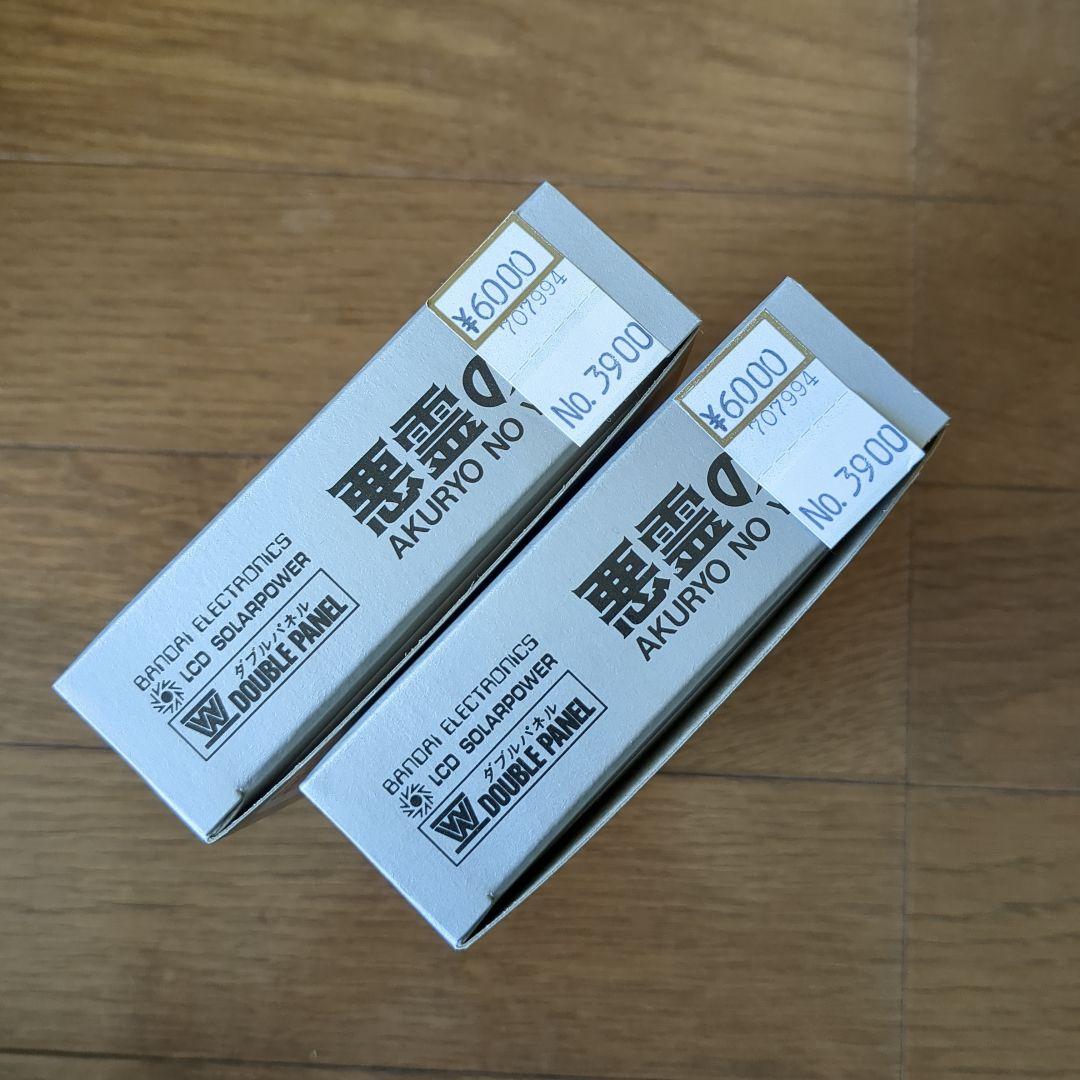 ¥6000
707994
No. 3900
悪霊の
AKURYO NO
BANDAI ELECTRONICS
LCD SOLARPOWER
W ダブルパネル
DOUBLE PANEL
¥6000
707994
No. 3900
悪霊の
AKURYO NO
BANDAI ELECTRONICS
LCD SOLARPOWER
W ダブルパネル
DOUBLE PANEL